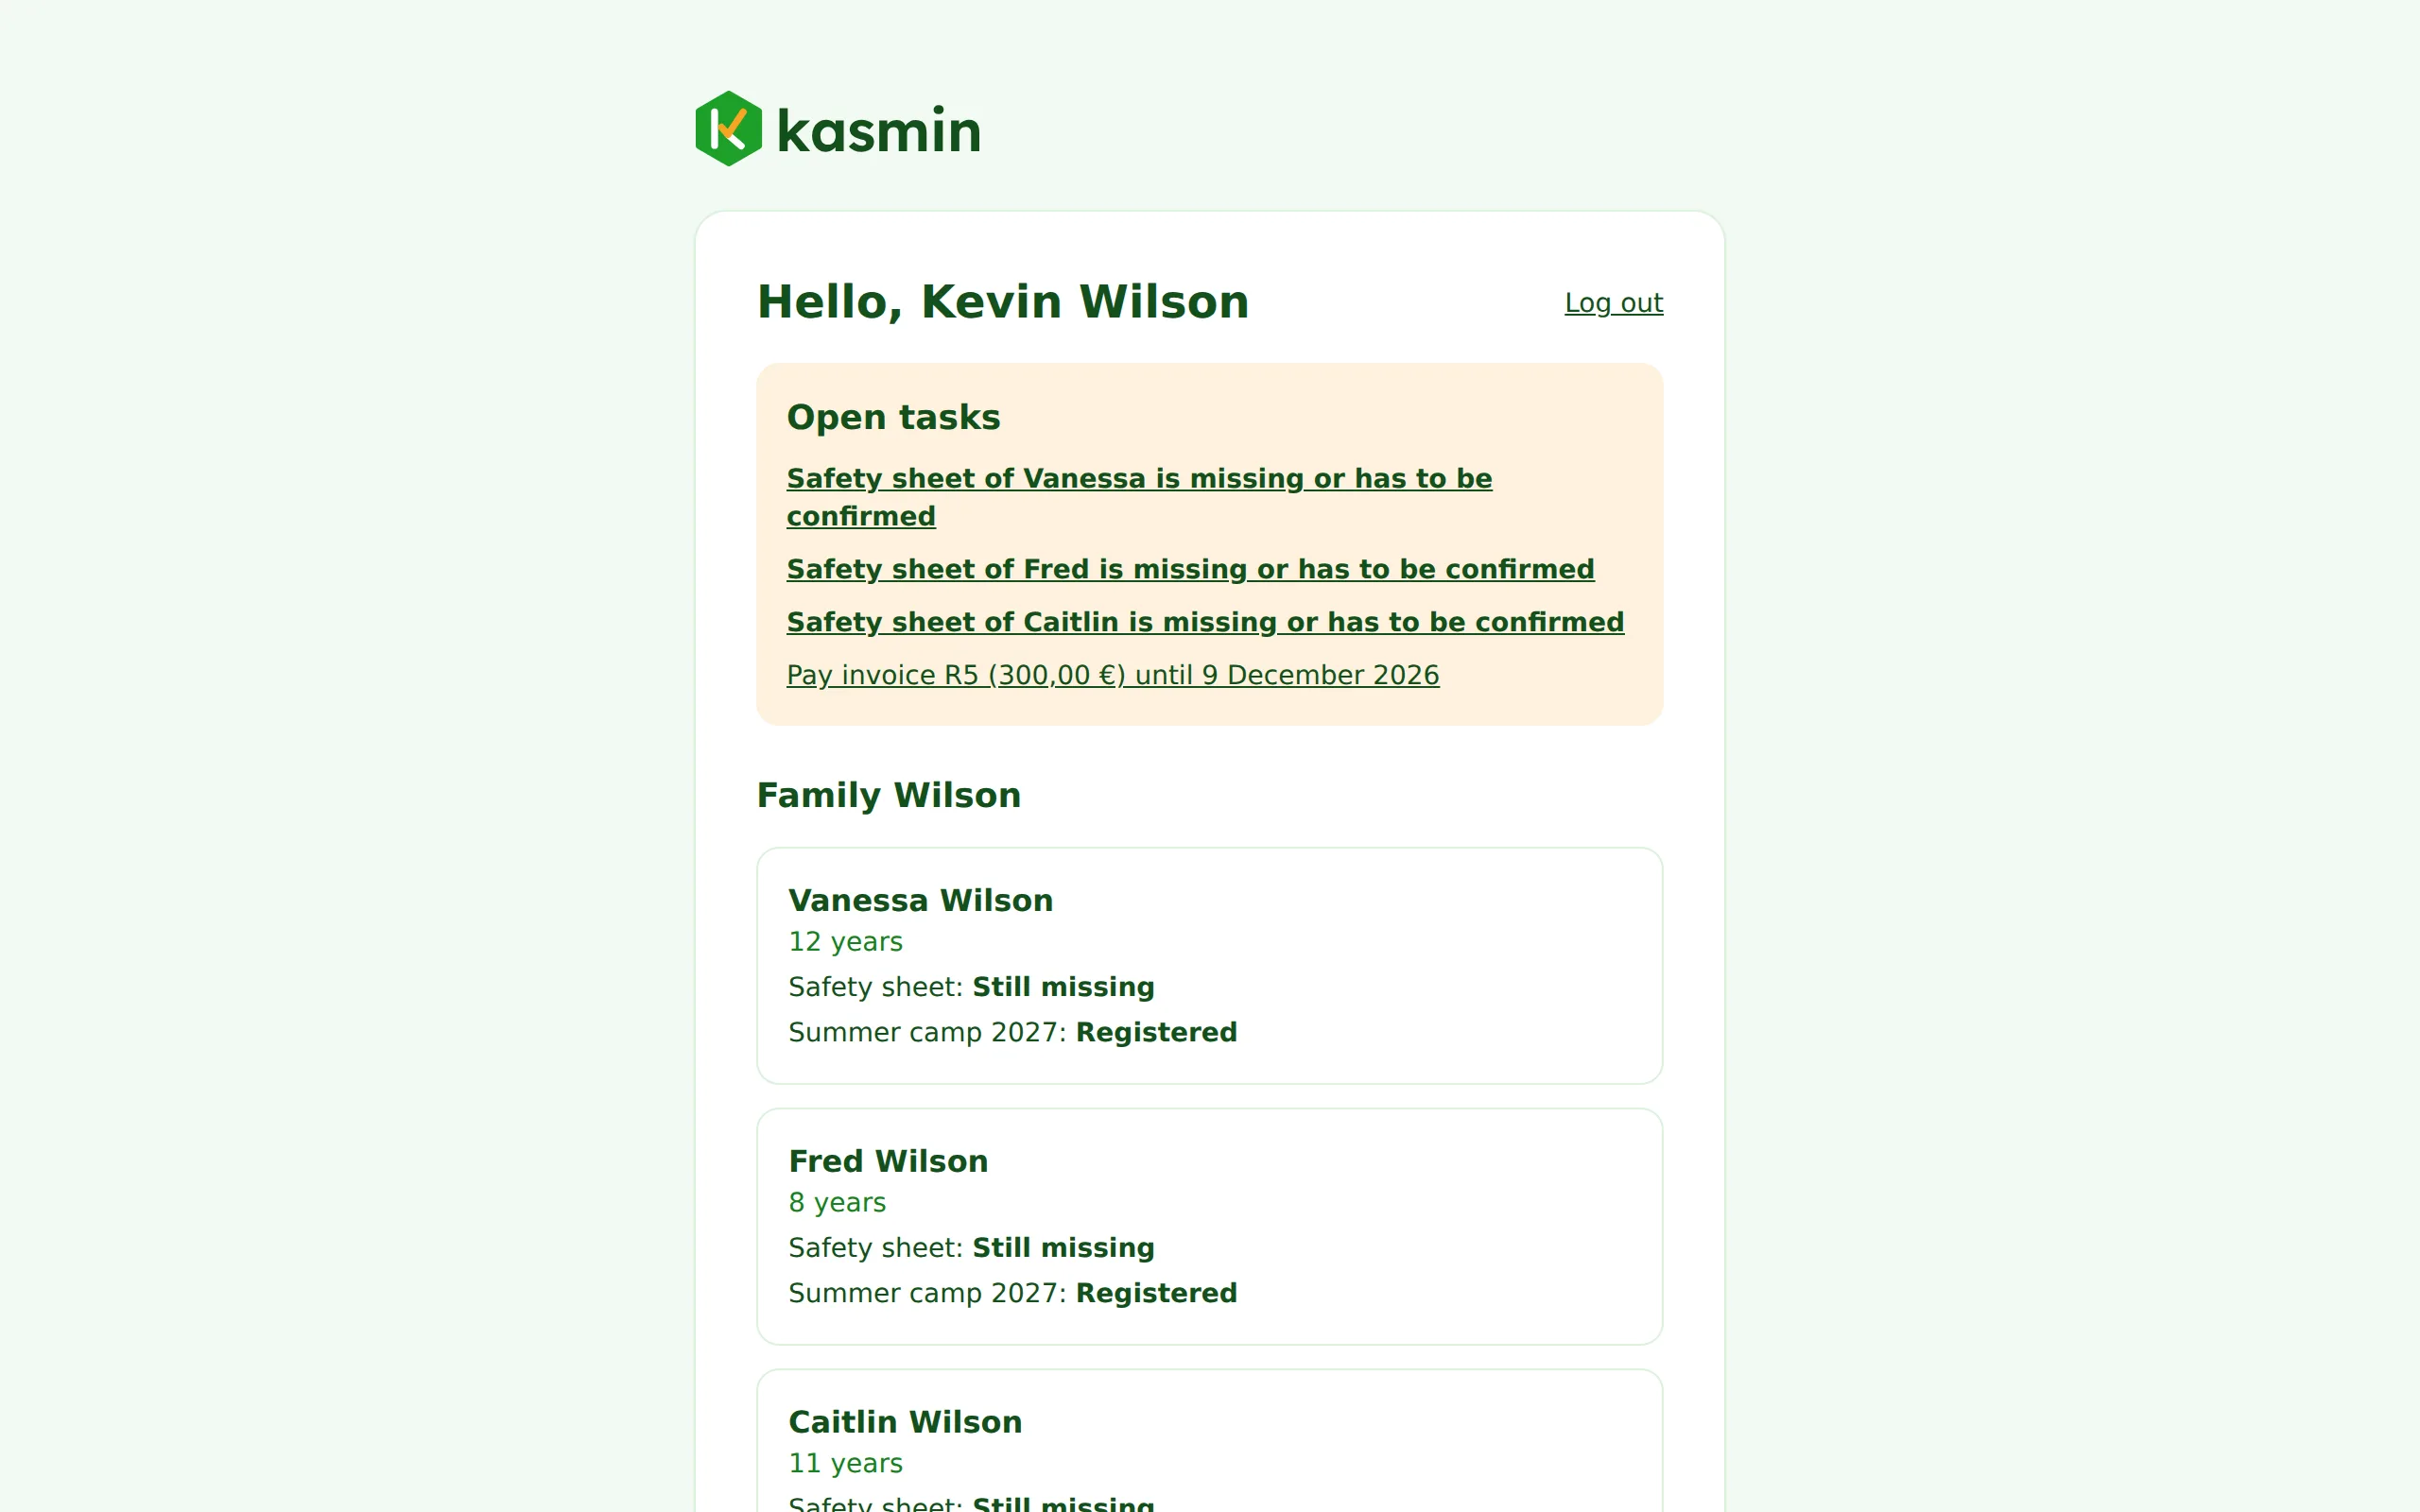 kasmin
Hello, Kevin Wilson
Log out
Open tasks
Safety sheet of Vanessa is missing or has to be
confirmed
Safety sheet of Fred is missing or has to be confirmed
Safety sheet of Caitlin is missing or has to be confirmed
Pay invoice R5 (300,00 €) until 9 December 2026
Family Wilson
Vanessa Wilson
12 years
Safety sheet: Still missing
Summer camp 2027: Registered
Fred Wilson
8 years
Safety sheet: Still missing
Summer camp 2027: Registered
Caitlin Wilson
11 years
Safety sheet: Still missing